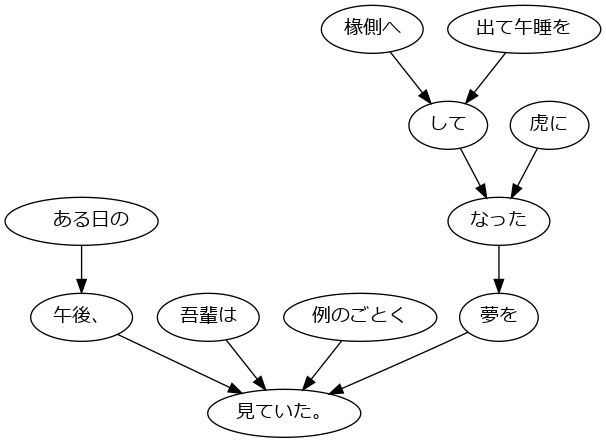 椽側へ
出て午睡を
して
虎に
ある日の
なった
午後、
吾輩は
例のごとく
夢を
見ていた。